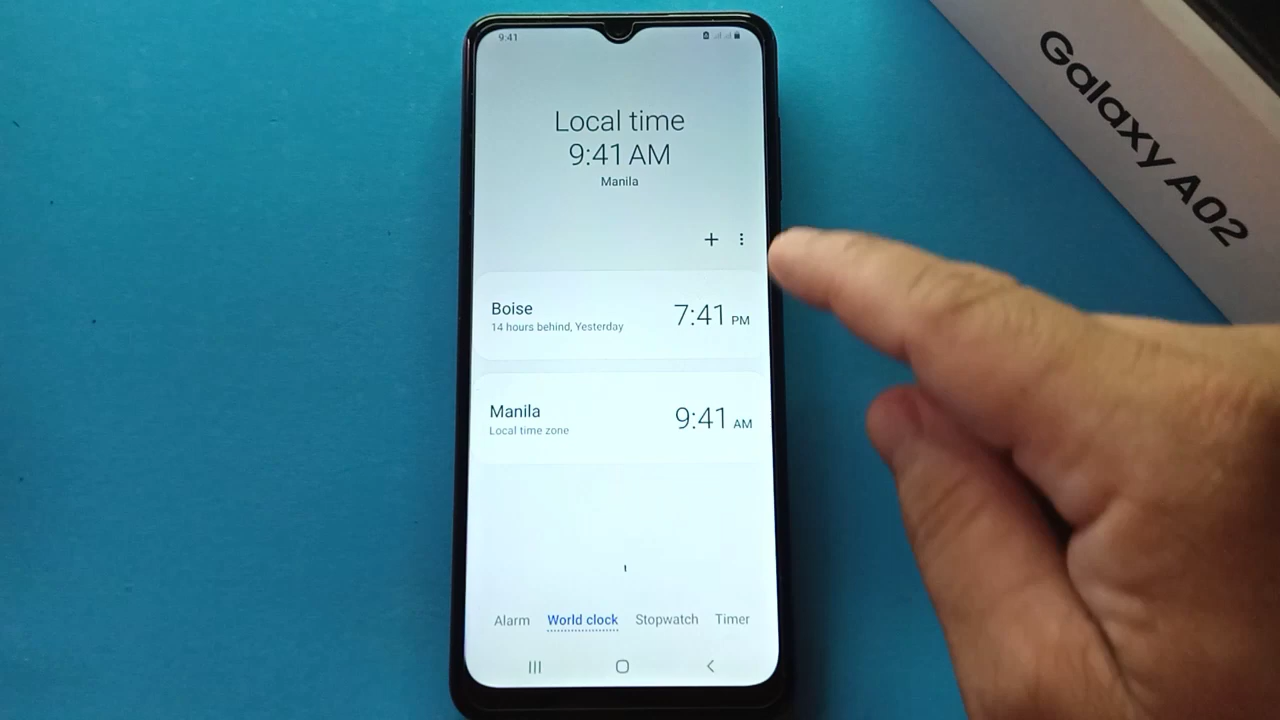 9:41
Local time
9:41 AM
Manila
Boise
7:41 PM
14 hours behind, Yesterday
Manila
9:41 AM
Local time zone
Alarm World clock Stopwatch Timer
Galaxy A02